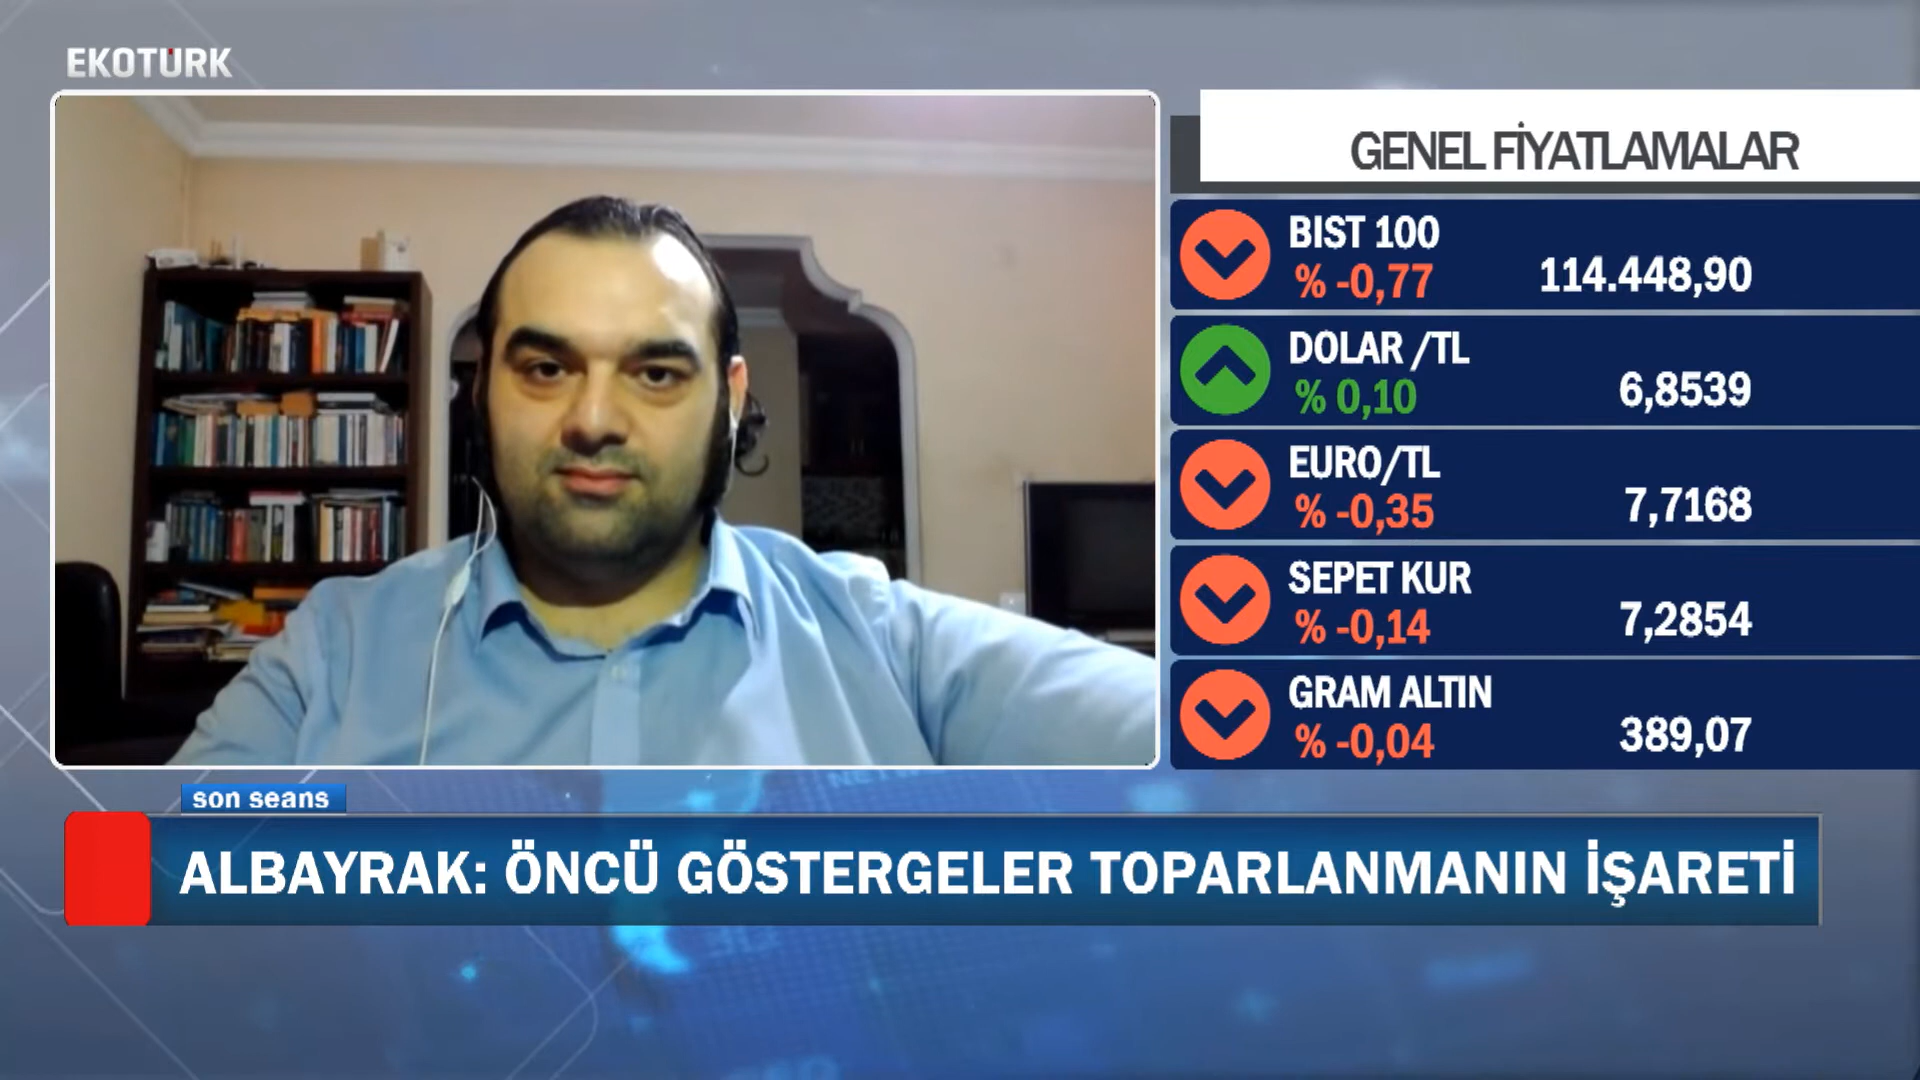 EKOTÜRK
GENEL FİYATLAMALAR
BIST 100
% -0,77
114.448,90
DOLAR /TL
% 0,10
6,8539
EURO/TL
% -0,35
7,7168
SEPET KUR
% -0,14
7,2854
GRAM ALTIN
% -0,04
389,07
son seans
ALBAYRAK: ÖNCÜ GÖSTERGELER TOPARLANMANIN İŞARETİ